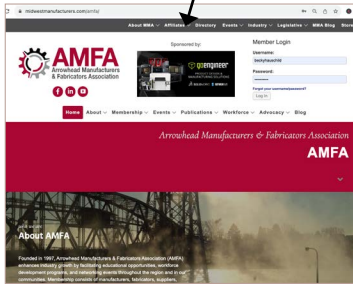 midwestmanufacturers.com/amfa/
About MMA Affiliates Directory Events Industry Legislative MMA Blog Store
AMFA
Arrowhead Manufacturers
& Fabricators Association
Sponsored by:
goengineer
Member Login
Username:
beckyhauschild
Password:
Forgot your username/password?
Log In
Home About Membership Events Publications Workforce Advocacy Blog
Arrowhead Manufacturers & Fabricators Association
AMFA
About AMFA
Founded in 1997, Arrowhead Manufacturers & Fabricators Association (AMFA)
enhances industry growth by facilitating educational opportunities, workforce
development programs, and networking events throughout the region and in our
communities. Membership consists of manufacturers, fabricators, suppliers,